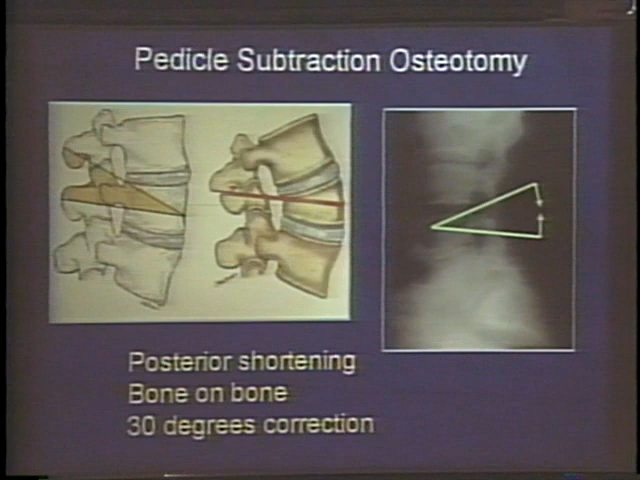 Pedicle Subtraction Osteotomy
Posterior shortening
Bone on bone
30 degrees correction